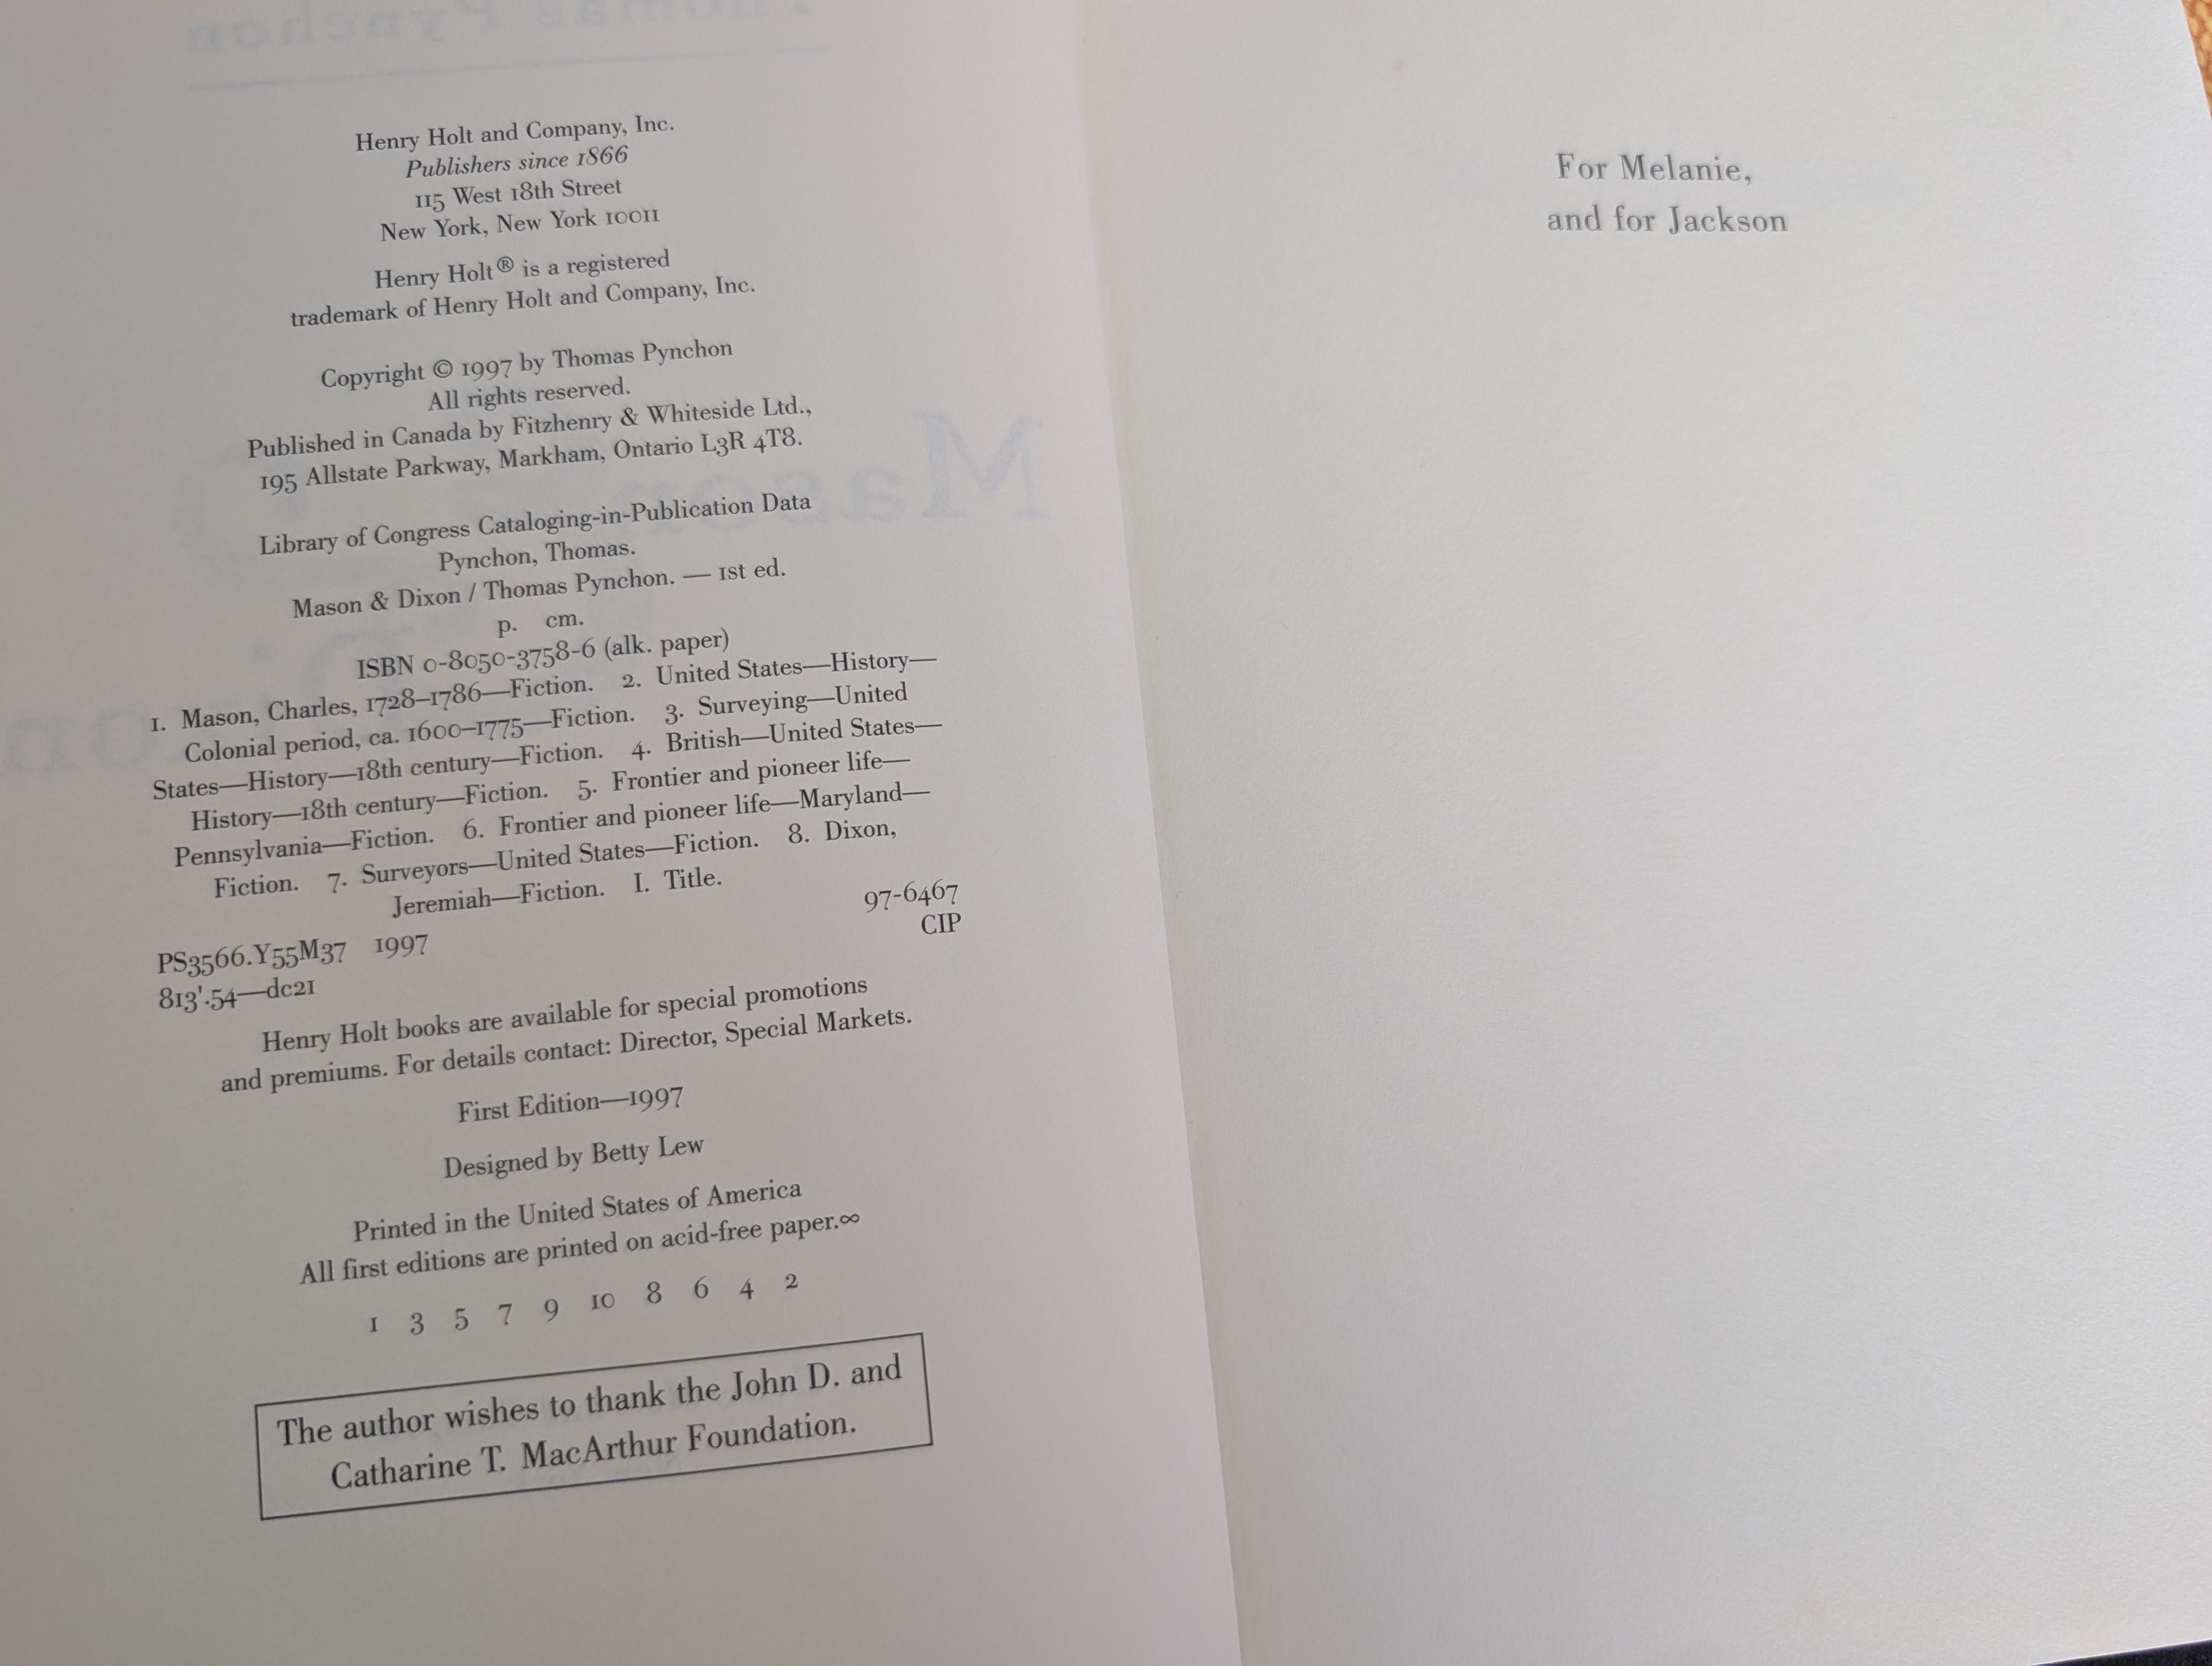 Henry Holt and Company, Inc.
Publishers since 1866
115 West 18th Street
New York, New York 10011
Henry Holt® is a registered
trademark of Henry Holt and Company, Inc.
Copyright © 1997 by Thomas Pynchon
All rights reserved.
Published in Canada by Fitzhenry & Whiteside Ltd.,
195 Allstate Parkway, Markham, Ontario L3R 4T8.
Library of Congress Cataloging-in-Publication Data
Pynchon, Thomas.
Mason & Dixon / Thomas Pynchon. — 1st ed.
p. cm.
ISBN 0-8050-3758-6 (alk. paper)
1. Mason, Charles, 1728–1786—Fiction. 2. United States—History—
Colonial period, ca. 1600–1775—Fiction. 3. Surveying—United
States—History—18th century—Fiction. 4. British—United States—
History—18th century—Fiction. 5. Frontier and pioneer life—
Pennsylvania—Fiction. 6. Frontier and pioneer life—Maryland—
Fiction. 7. Surveyors—United States—Fiction. 8. Dixon,
Jeremiah—Fiction. I. Title.
PS3566.Y55M37 1997 97-6467
813'.54—dc21 CIP
Henry Holt books are available for special promotions
and premiums. For details contact: Director, Special Markets.
First Edition—1997
Designed by Betty Lew
Printed in the United States of America
All first editions are printed on acid-free paper.∞
1 3 5 7 9 10 8 6 4 2
The author wishes to thank the John D. and
Catharine T. MacArthur Foundation.
For Melanie,
and for Jackson